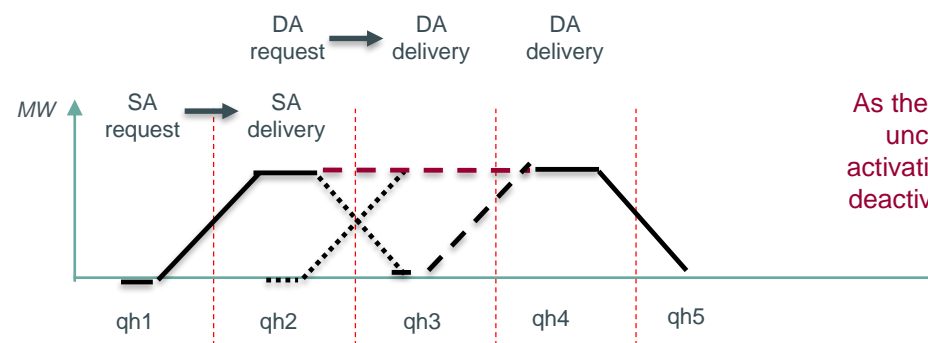 DA request
DA delivery
DA delivery
MW
SA request
SA delivery
As the
unc
activati
deactiv
qh1
qh2
qh3
qh4
qh5